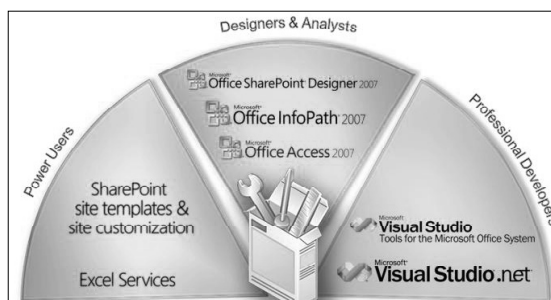 Designers & Analysts
Microsoft
Office SharePoint Designer 2007
Microsoft
Office InfoPath 2007
Microsoft
Office Access 2007
Power Users
SharePoint
site templates &
site customization
Excel Services
Professional Developers
Microsoft
Visual Studio
Tools for the Microsoft Office System
Microsoft
Visual Studio.net